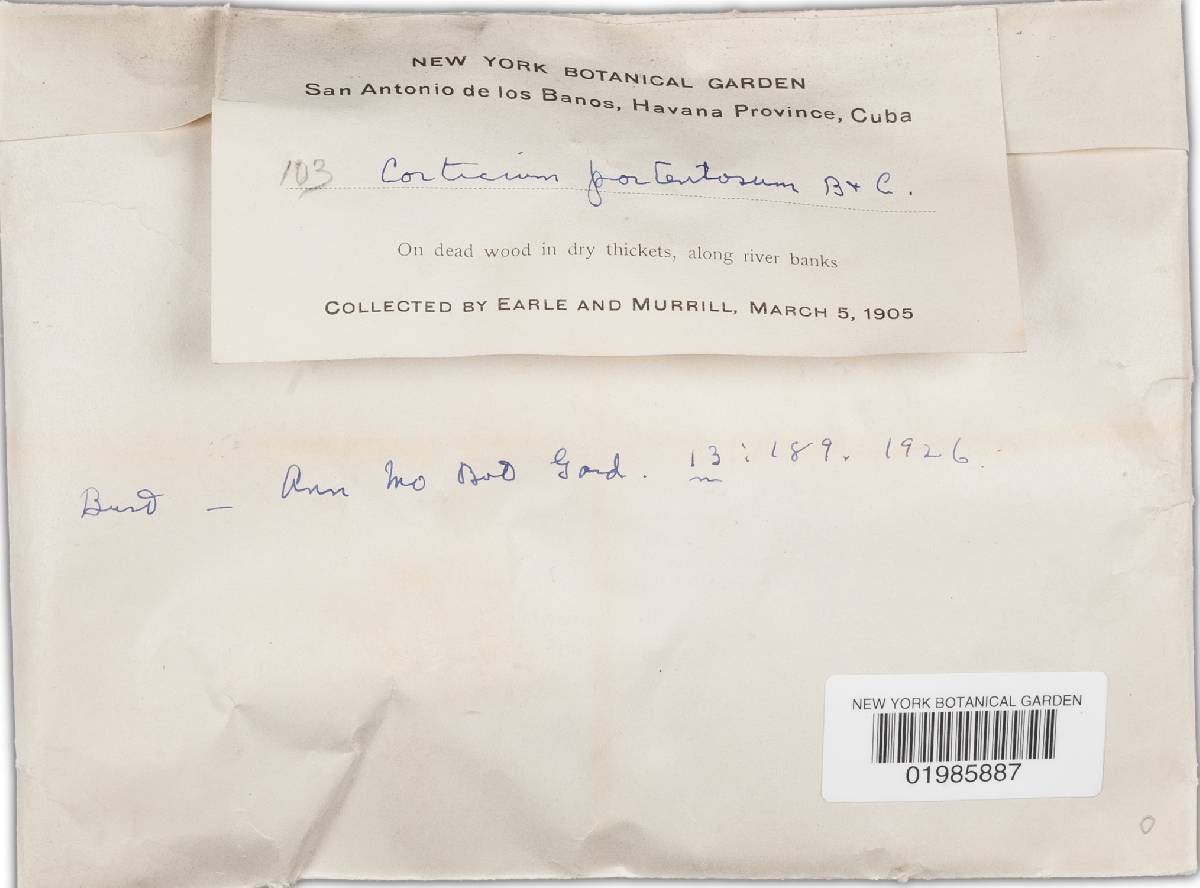 NEW YORK BOTANICAL GARDEN
San Antonio de los Banos, Havana Province, Cuba
103 Corticium portentosum B + C.
On dead wood in dry thickets, along river banks
COLLECTED BY EARLE AND MURRILL, MARCH 5, 1905
Burt – Ann Mo Bot Gard. 13 : 189. 1926.
NEW YORK BOTANICAL GARDEN
01985887
0